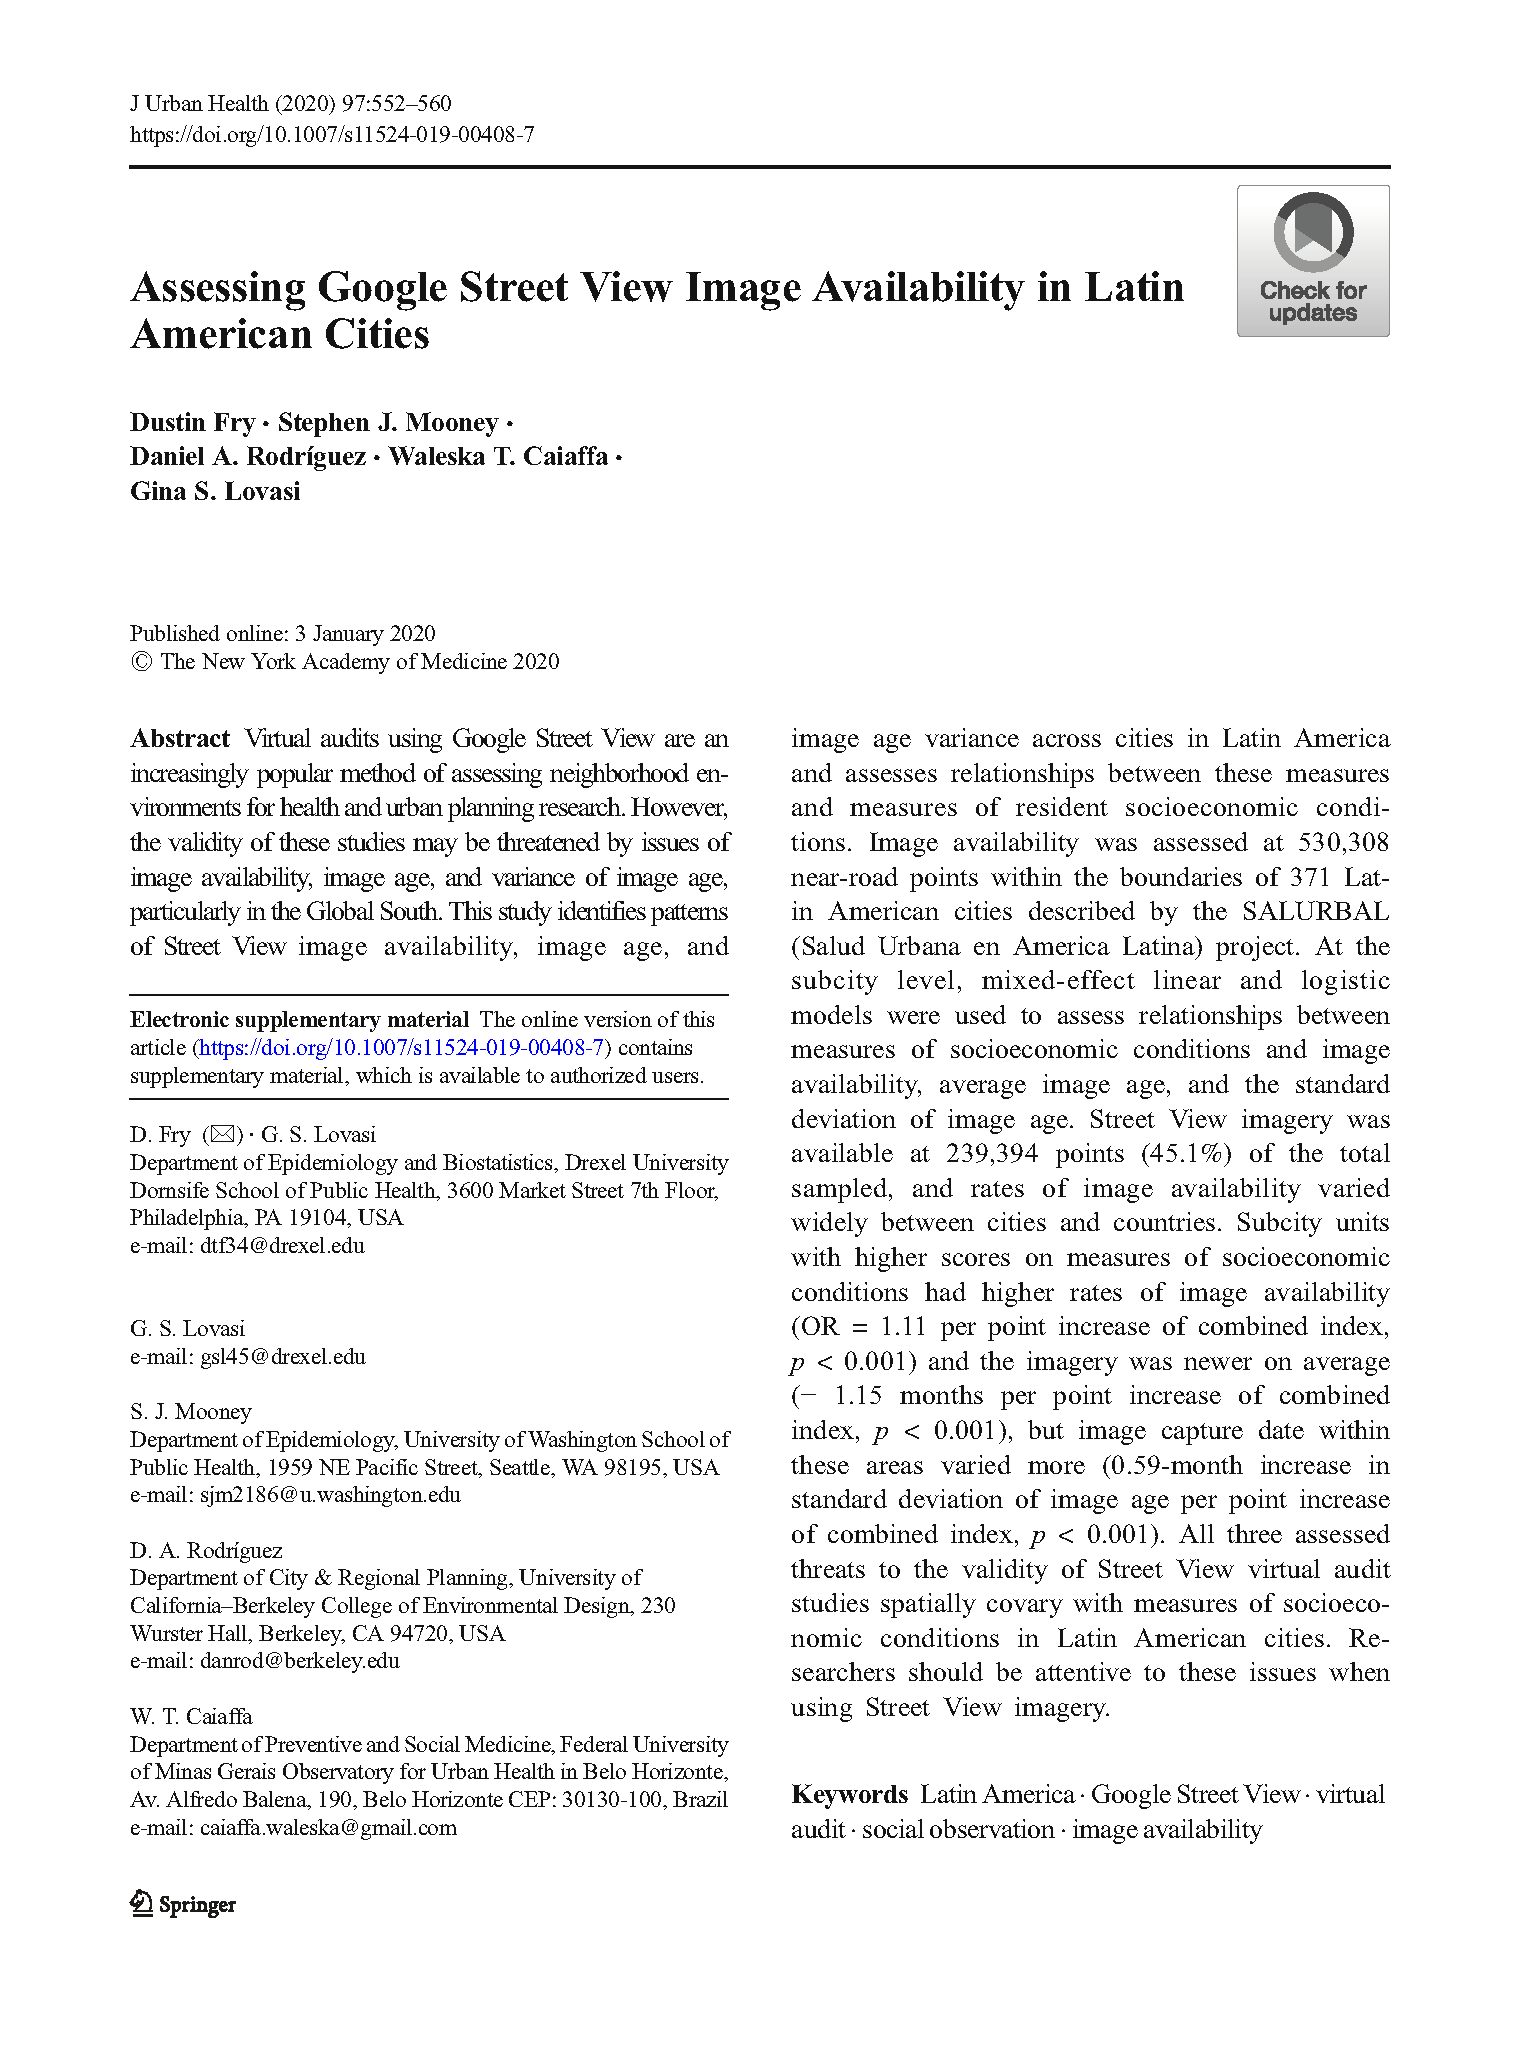 J Urban Health (2020) 97:552–560
https://doi.org/10.1007/s11524-019-00408-7
Check for
updates
Assessing Google Street View Image Availability in Latin
American Cities
Dustin Fry · Stephen J. Mooney ·
Daniel A. Rodríguez · Waleska T. Caiaffa ·
Gina S. Lovasi
Published online: 3 January 2020
© The New York Academy of Medicine 2020
Abstract Virtual audits using Google Street View are an
increasingly popular method of assessing neighborhood en-
vironments for health and urban planning research. However,
the validity of these studies may be threatened by issues of
image availability, image age, and variance of image age,
particularly in the Global South. This study identifies patterns
of Street View image availability, image age, and
Electronic supplementary material The online version of this
article (https://doi.org/10.1007/s11524-019-00408-7) contains
supplementary material, which is available to authorized users.
D. Fry (✉) · G. S. Lovasi
Department of Epidemiology and Biostatistics, Drexel University
Dornsife School of Public Health, 3600 Market Street 7th Floor,
Philadelphia, PA 19104, USA
e-mail: dtf34@drexel.edu
G. S. Lovasi
e-mail: gsl45@drexel.edu
S. J. Mooney
Department of Epidemiology, University of Washington School of
Public Health, 1959 NE Pacific Street, Seattle, WA 98195, USA
e-mail: sjm2186@u.washington.edu
D. A. Rodríguez
Department of City & Regional Planning, University of
California–Berkeley College of Environmental Design, 230
Wurster Hall, Berkeley, CA 94720, USA
e-mail: danrod@berkeley.edu
W. T. Caiaffa
Department of Preventive and Social Medicine, Federal University
of Minas Gerais Observatory for Urban Health in Belo Horizonte,
Av. Alfredo Balena, 190, Belo Horizonte CEP: 30130-100, Brazil
e-mail: caiaffa.waleska@gmail.com
image age variance across cities in Latin America
and assesses relationships between these measures
and measures of resident socioeconomic condi-
tions. Image availability was assessed at 530,308
near-road points within the boundaries of 371 Lat-
in American cities described by the SALURBAL
(Salud Urbana en America Latina) project. At the
subcity level, mixed-effect linear and logistic
models were used to assess relationships between
measures of socioeconomic conditions and image
availability, average image age, and the standard
deviation of image age. Street View imagery was
available at 239,394 points (45.1%) of the total
sampled, and rates of image availability varied
widely between cities and countries. Subcity units
with higher scores on measures of socioeconomic
conditions had higher rates of image availability
(OR = 1.11 per point increase of combined index,
p < 0.001) and the imagery was newer on average
(− 1.15 months per point increase of combined
index, p < 0.001), but image capture date within
these areas varied more (0.59-month increase in
standard deviation of image age per point increase
of combined index, p < 0.001). All three assessed
threats to the validity of Street View virtual audit
studies spatially covary with measures of socioeco-
nomic conditions in Latin American cities. Re-
searchers should be attentive to these issues when
using Street View imagery.
Keywords Latin America · Google Street View · virtual
audit · social observation · image availability
Springer